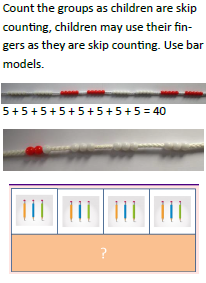 Count the groups as children are skip
counting, children may use their fin-
gers as they are skip counting. Use bar
models.
5 + 5 + 5 + 5 + 5 + 5 + 5 + 5 = 40
?